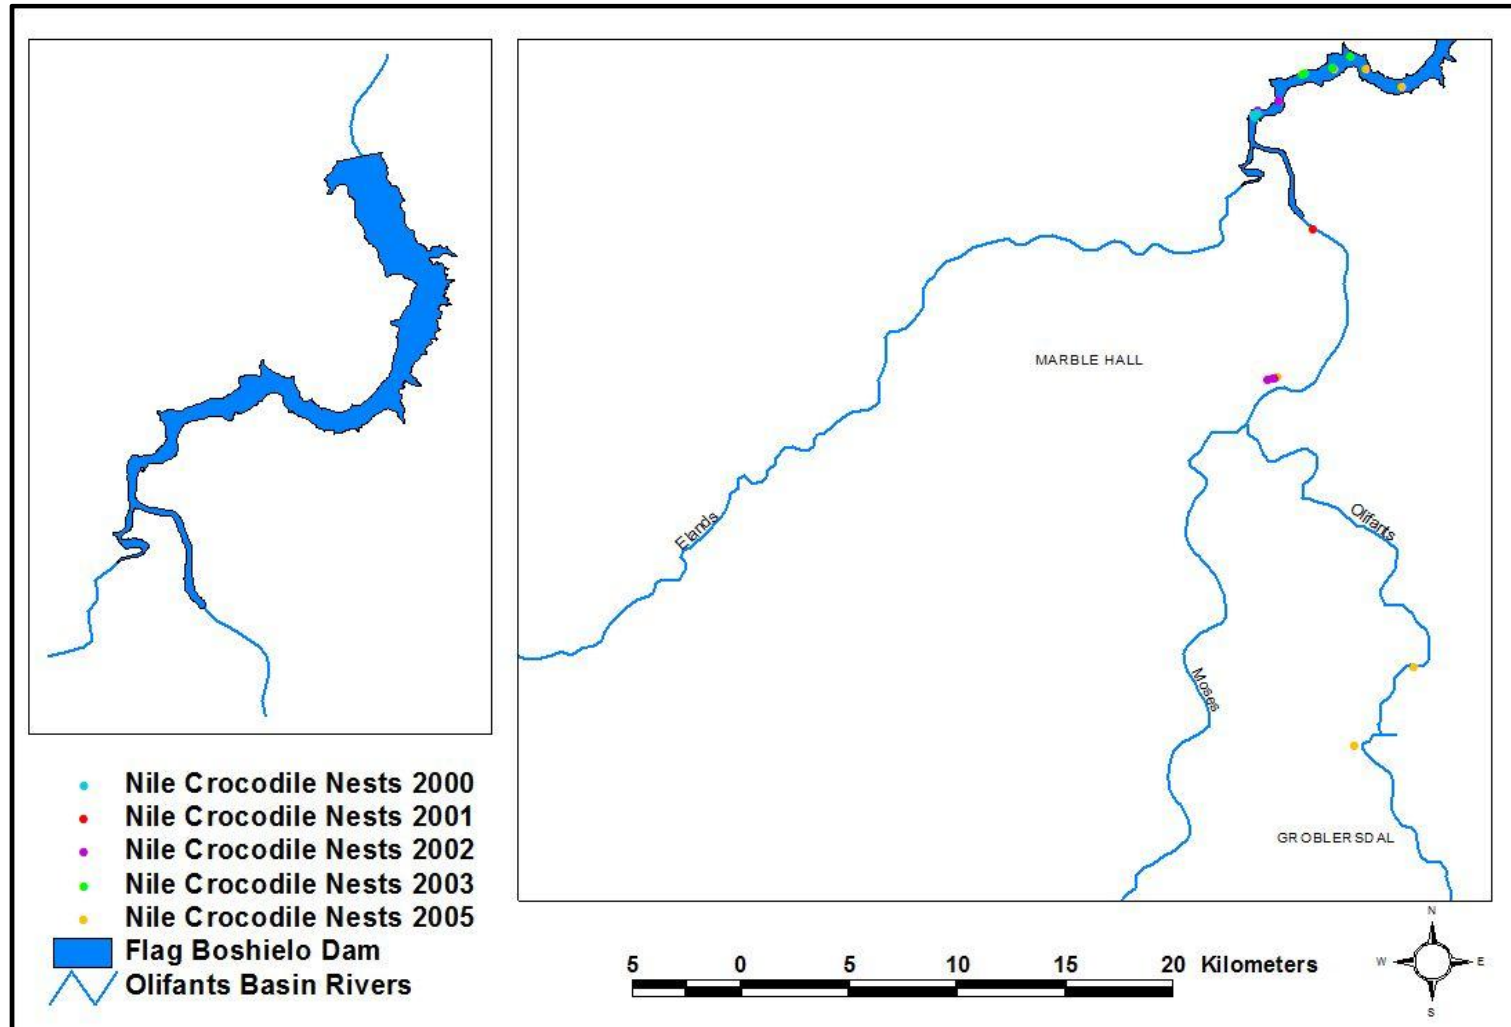 MARBLE HALL
Elands
Olifants
Moses
GROBLERSDAL
Nile Crocodile Nests 2000
Nile Crocodile Nests 2001
Nile Crocodile Nests 2002
Nile Crocodile Nests 2003
Nile Crocodile Nests 2005
Flag Boshielo Dam
Olifants Basin Rivers
5 0 5 10 15 20 Kilometers
N
W E
S